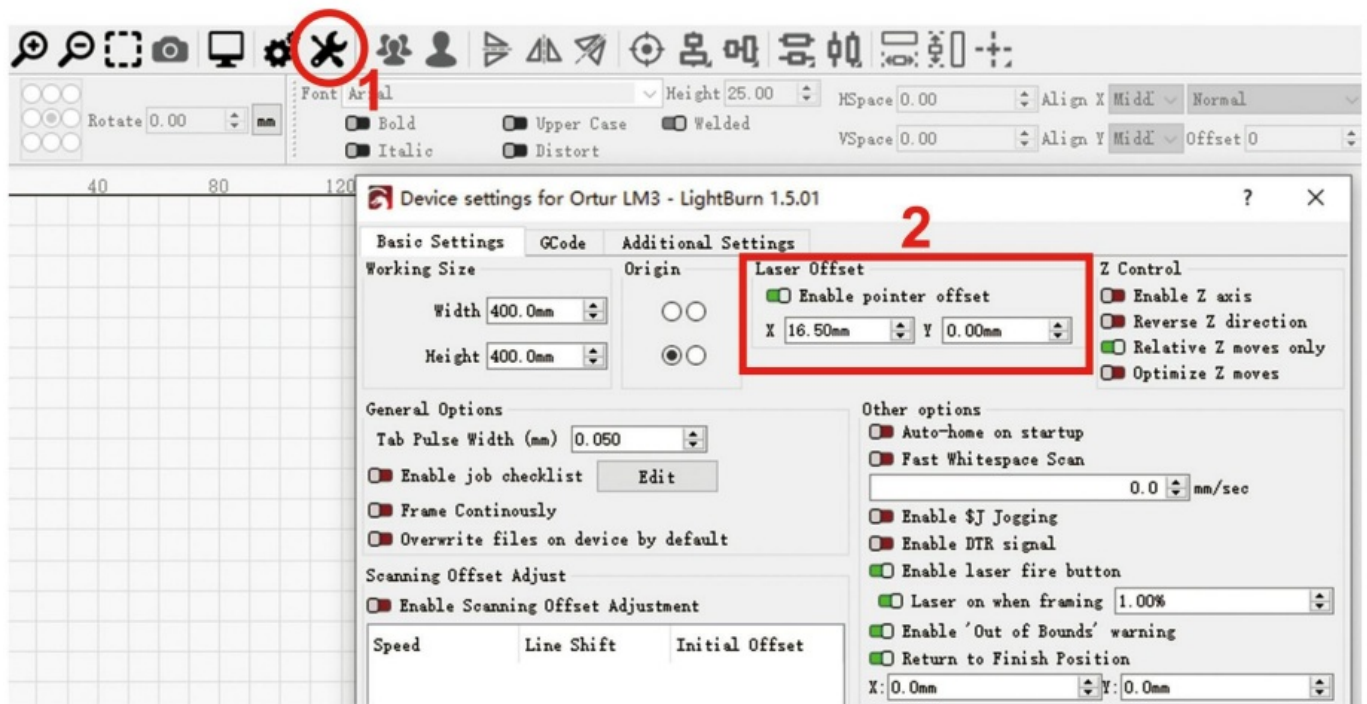 1
Font Arial Height 25.00 HSpace 0.00 Align X Middl Normal
Rotate 0.00 mm Bold Upper Case Welded VSpace 0.00 Align Y Middl Offset 0
Italic Distort
40 80 120
Device settings for Ortur LM3 - LightBurn 1.5.01 ? ×
2
Basic Settings GCode Additional Settings
Working Size Origin Laser Offset Z Control
Enable pointer offset Enable Z axis
Width 400.0mm X 16.50mm Y 0.00mm Reverse Z direction
Height 400.0mm Relative Z moves only
Optimize Z moves
General Options Other options
Tab Pulse Width (mm) 0.050 Auto-home on startup
Fast Whitespace Scan
Enable job checklist Edit 0.0 mm/sec
Frame Continously Enable $J Jogging
Overwrite files on device by default Enable DTR signal
Scanning Offset Adjust Enable laser fire button
Enable Scanning Offset Adjustment Laser on when framing 1.00%
Speed Line Shift Initial Offset Enable 'Out of Bounds' warning
Return to Finish Position
X: 0.0mm Y: 0.0mm